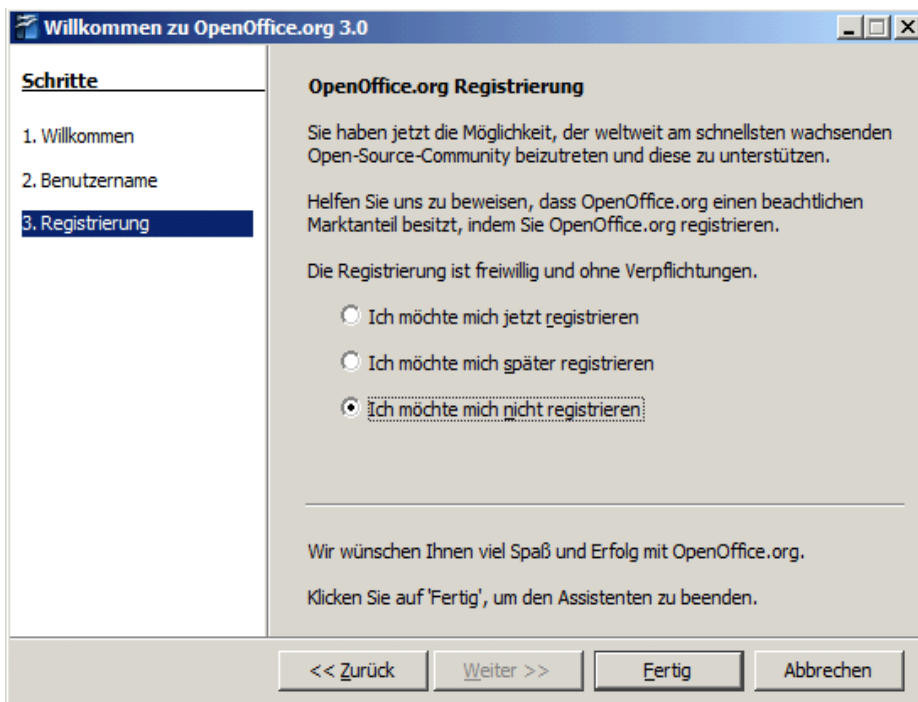 Willkommen zu OpenOffice.org 3.0
Schritte
1. Willkommen
2. Benutzername
3. Registrierung
OpenOffice.org Registrierung
Sie haben jetzt die Möglichkeit, der weltweit am schnellsten wachsenden
Open-Source-Community beizutreten und diese zu unterstützen.
Helfen Sie uns zu beweisen, dass OpenOffice.org einen beachtlichen
Marktanteil besitzt, indem Sie OpenOffice.org registrieren.
Die Registrierung ist freiwillig und ohne Verpflichtungen.
Ich möchte mich jetzt registrieren
Ich möchte mich später registrieren
Ich möchte mich nicht registrieren
Wir wünschen Ihnen viel Spaß und Erfolg mit OpenOffice.org.
Klicken Sie auf 'Fertig', um den Assistenten zu beenden.
<< Zurück Weiter >> Fertig Abbrechen